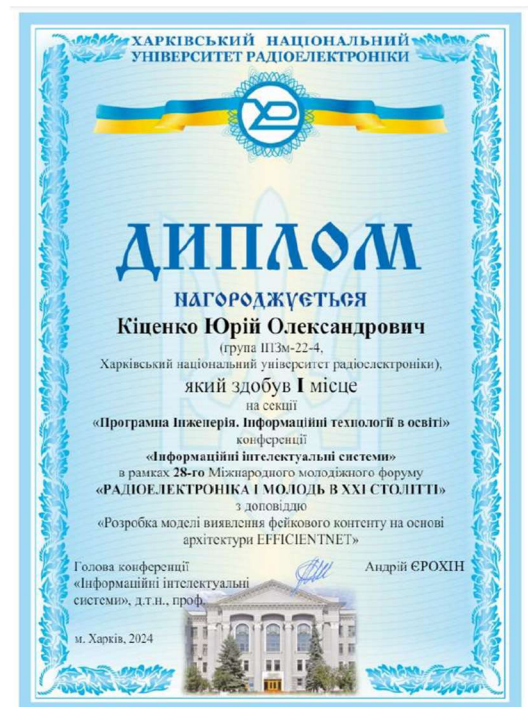 ХАРКІВСЬКИЙ НАЦІОНАЛЬНИЙ
УНІВЕРСИТЕТ РАДІОЕЛЕКТРОНІКИ
ДИПЛОМ
НАГОРОДЖУЄТЬСЯ
Кіценко Юрій Олександрович
(група ІПЗм-22-4,
Харківський національний університет радіоелектроніки),
який здобув I місце
на секції
«Програмна Інженерія. Інформаційні технології в освіті»
конференції
«Інформаційні інтелектуальні системи»
в рамках 28-го Міжнародного молодіжного форуму
«РАДІОЕЛЕКТРОНІКА І МОЛОДЬ В ХХІ СТОЛІТТІ»
з доповіддю
«Розробка моделі виявлення фейкового контенту на основі
архітектури EFFICIENTNET»
Голова конференції
«Інформаційні інтелектуальні
системи», д.т.н., проф.
Андрій ЄРОХІН
м. Харків, 2024